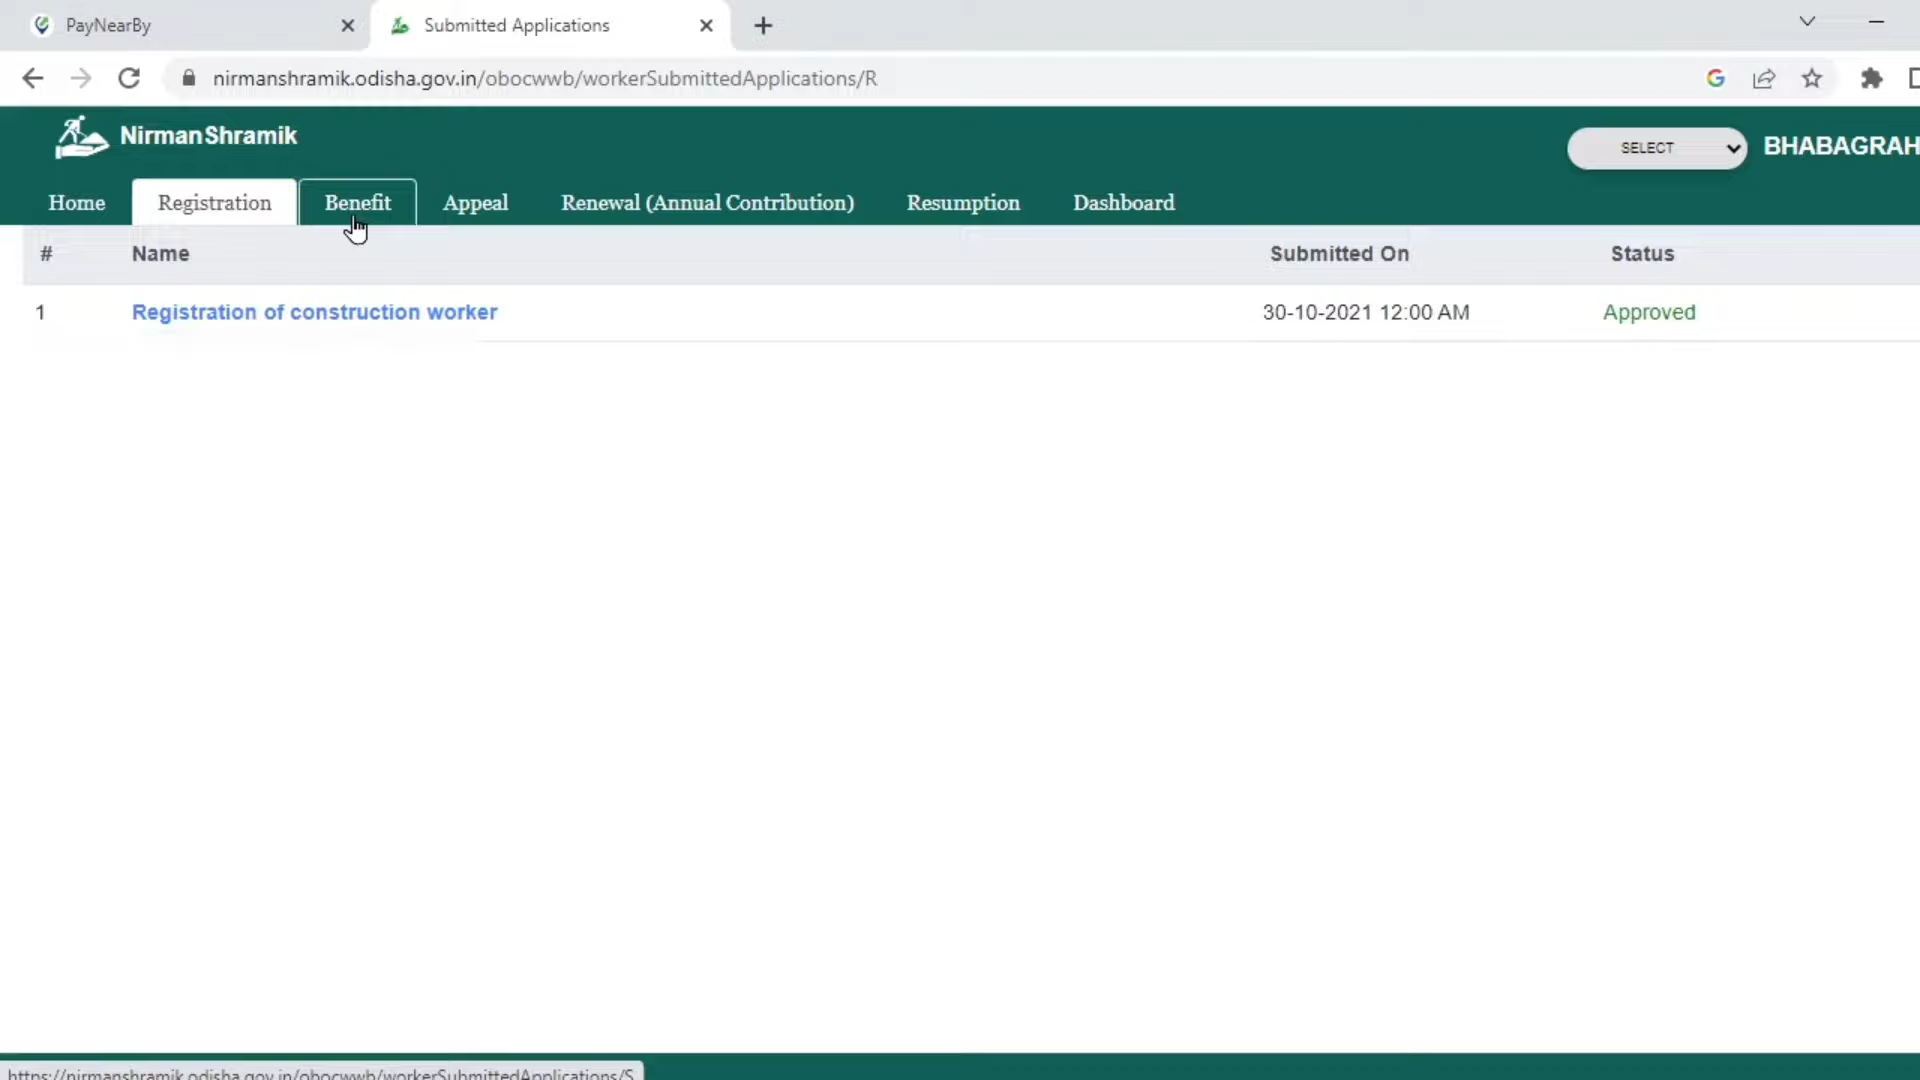 PayNearBy
Submitted Applications
nirmanshramik.odisha.gov.in/obocwwb/workerSubmittedApplications/R
NirmanShramik
SELECT
BHABAGRAH
Home Registration Benefit Appeal Renewal (Annual Contribution) Resumption Dashboard
# Name Submitted On Status
1 Registration of construction worker 30-10-2021 12:00 AM Approved
https://nirmanshramik.odisha.gov.in/obocwwb/workerSubmittedApplications/S